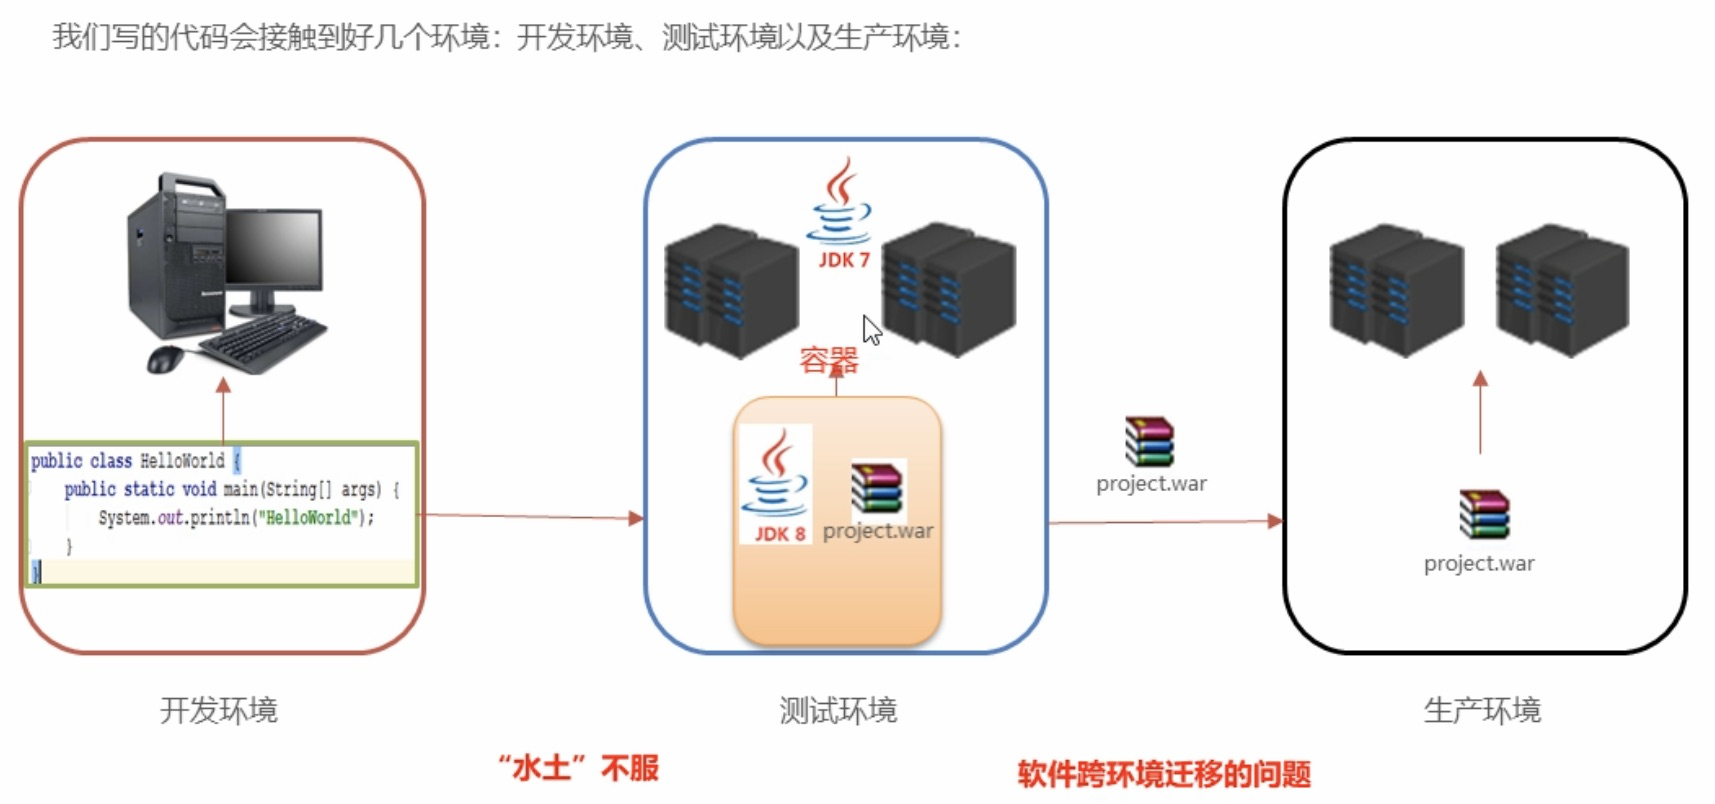 我们写的代码会接触到好几个环境：开发环境、测试环境以及生产环境：
public class HelloWorld {
public static void main(String[] args) {
System.out.println("HelloWorld");
}
}
开发环境
JDK 7
容器
JDK 8
project.war
测试环境
project.war
project.war
生产环境
“水土”不服
软件跨环境迁移的问题